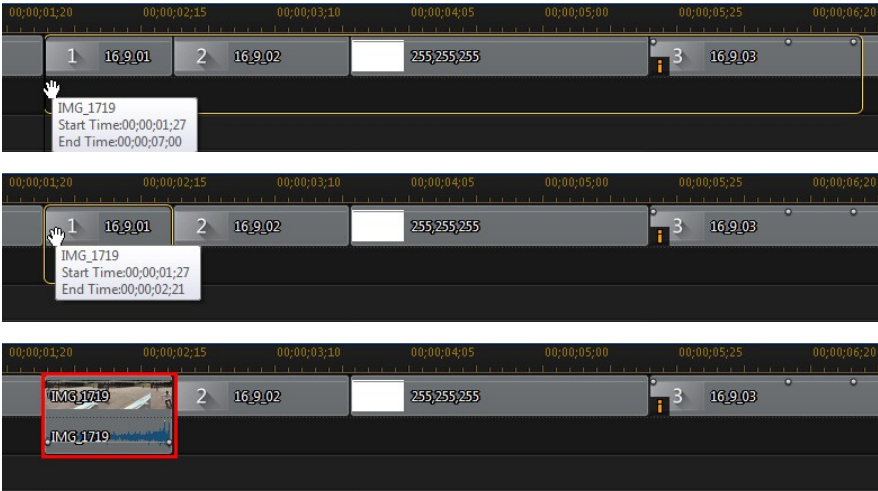 00;00;01;20 00;00;02;15 00;00;03;10 00;00;04;05 00;00;05;00 00;00;05;25 00;00;06;20
1 16_9_01 2 16_9_02 255,255,255 i 3 16_9_03
IMG_1719
Start Time:00;00;01;27
End Time:00;00;07;00
00;00;01;20 00;00;02;15 00;00;03;10 00;00;04;05 00;00;05;00 00;00;05;25 00;00;06;20
1 16_9_01 2 16_9_02 255,255,255 i 3 16_9_03
IMG_1719
Start Time:00;00;01;27
End Time:00;00;02;21
00;00;01;20 00;00;02;15 00;00;03;10 00;00;04;05 00;00;05;00 00;00;05;25 00;00;06;20
IMG_1719 2 16_9_02 255,255,255 i 3 16_9_03
IMG_1719